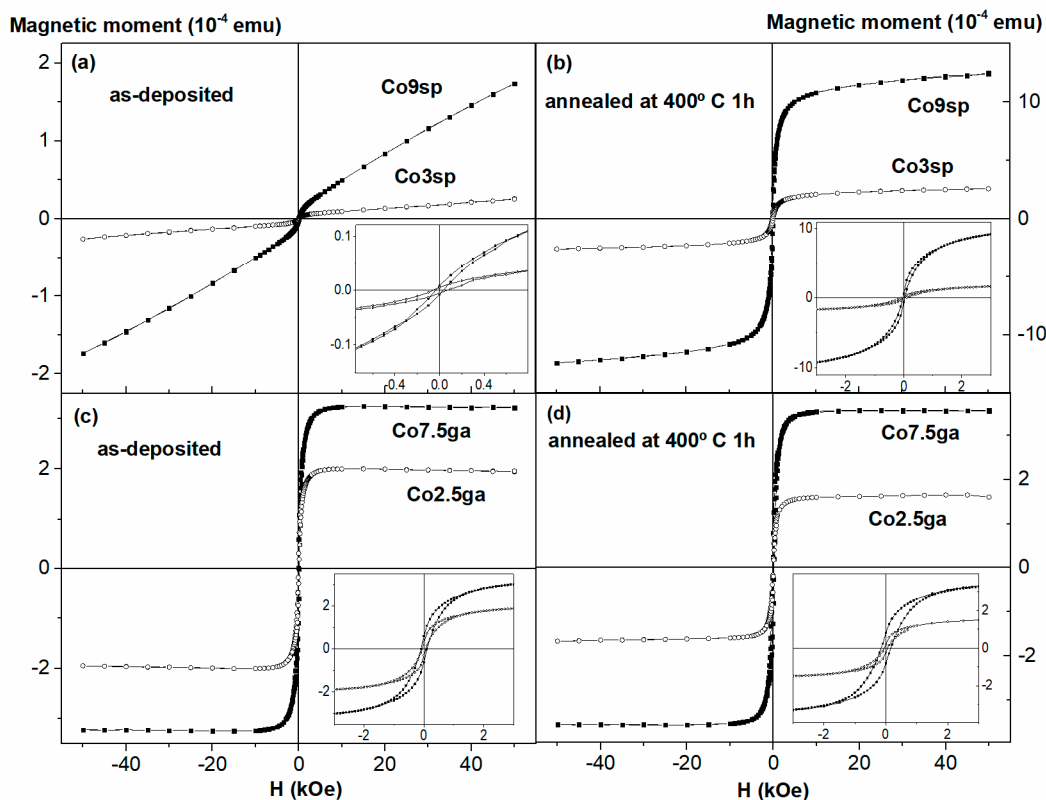 Magnetic moment (10⁻⁴ emu)
Magnetic moment (10⁻⁴ emu)
(a)
as-deposited
Co9sp
Co3sp
2
1
0
-1
-2
0.1
0.0
-0.1
-0.4 0.0 0.4
(b)
annealed at 400º C 1h
Co9sp
Co3sp
10
0
-10
10
0
-10
-2 0 2
(c)
as-deposited
Co7.5ga
Co2.5ga
2
0
-2
2
0
-2
-2 0 2
-40 -20 0 20 40
H (kOe)
(d)
annealed at 400º C 1h
Co7.5ga
Co2.5ga
2
0
-2
2
0
-2
-2 0 2
-40 -20 0 20 40
H (kOe)